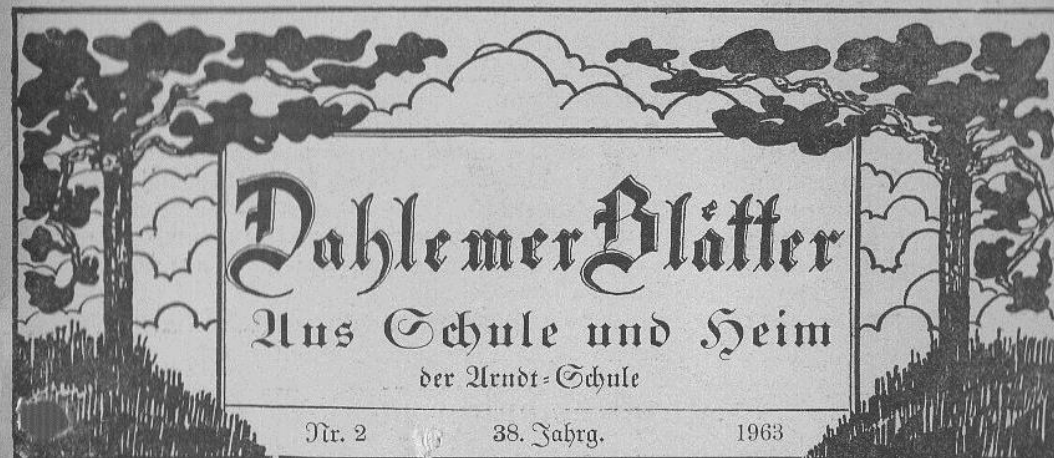 Dahlemer Blätter
Aus Schule und Heim
der Arndt-Schule
Nr. 2 38. Jahrg. 1963